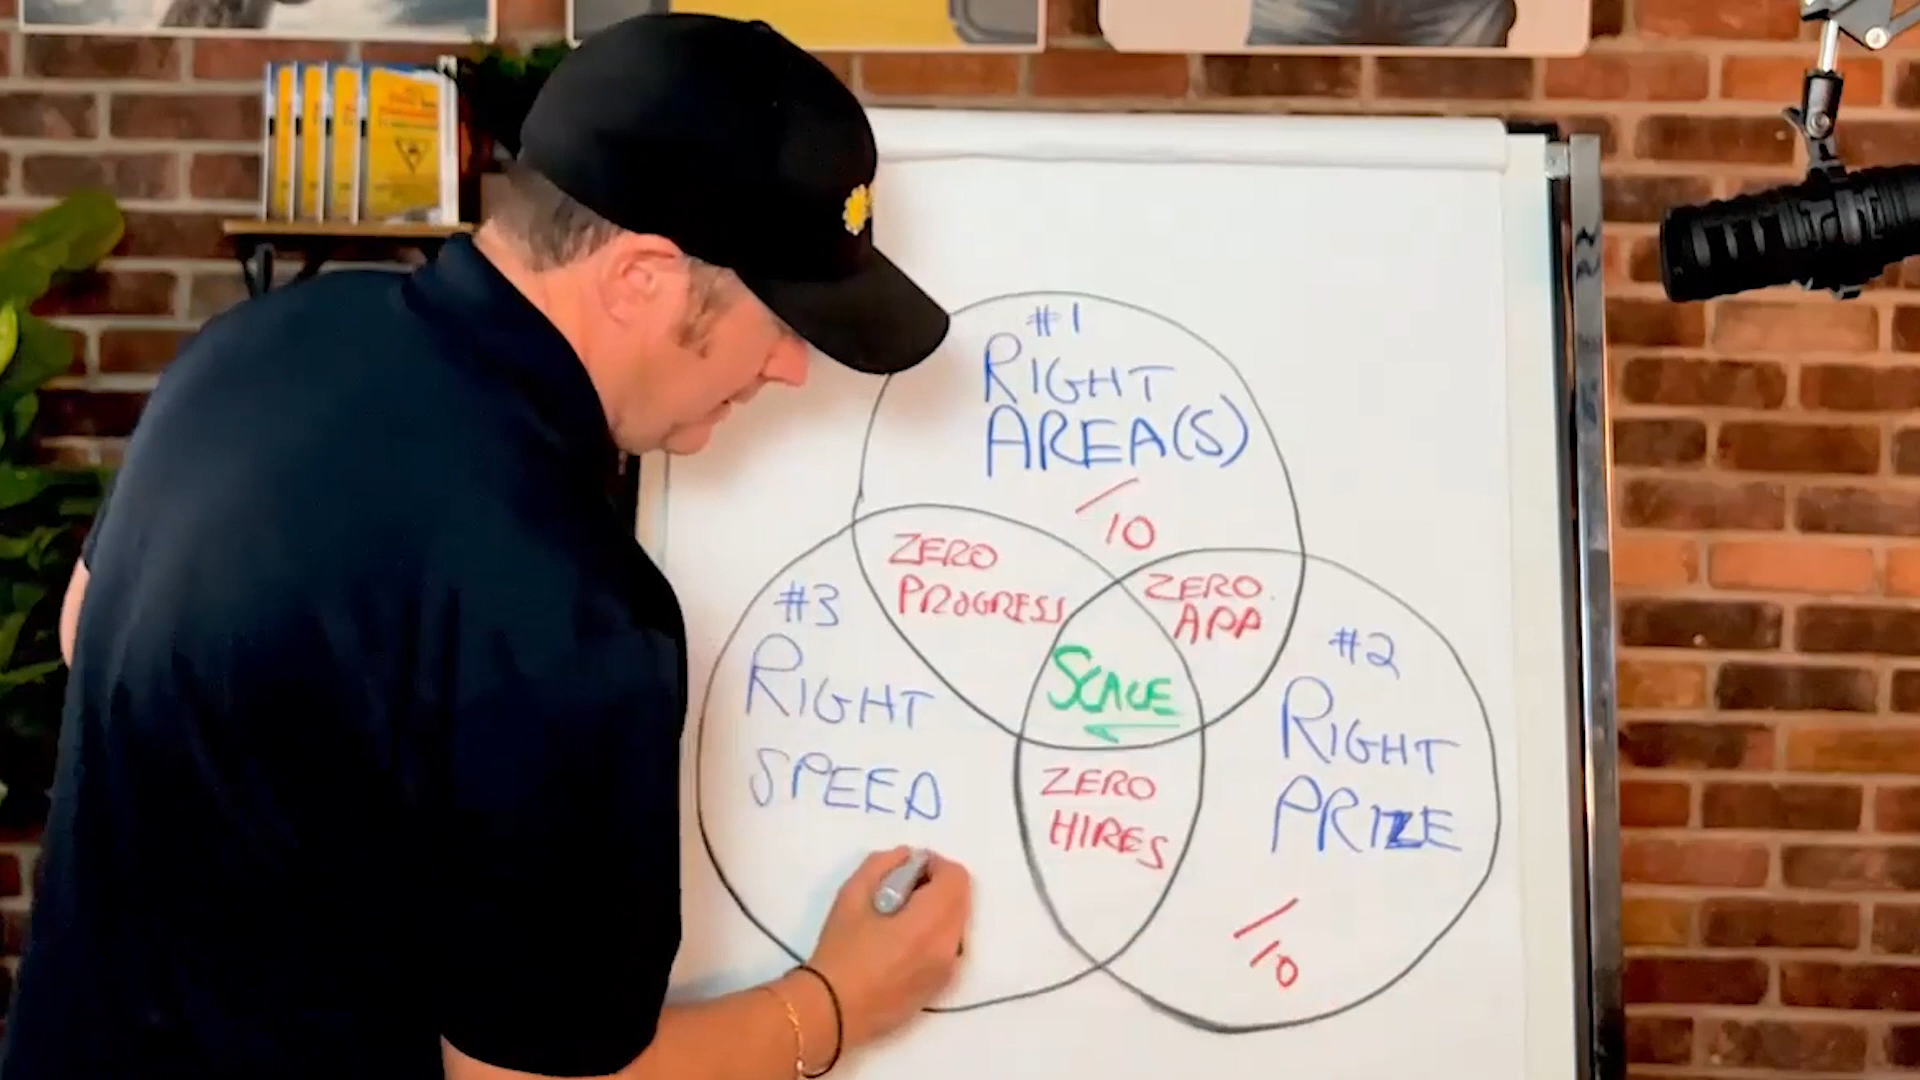 #1
RIGHT
AREA(S)
/10
ZERO
PROGRESS
ZERO
APP
SCALE
#3
RIGHT
SPEED
#2
RIGHT
PRIZE
/10
ZERO
HIRES